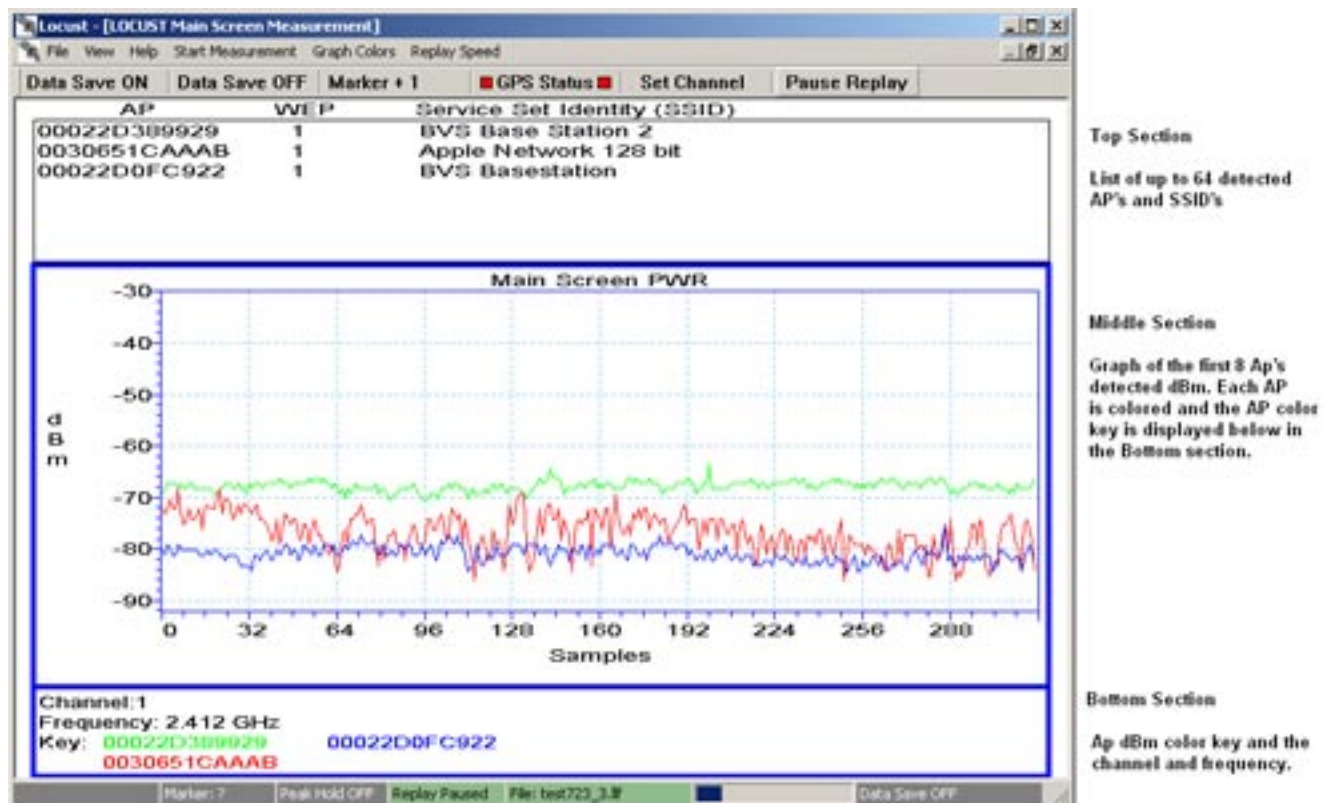 Locust - [LOCUST Main Screen Measurement]
File View Help Start Measurement Graph Colors Replay Speed
Data Save ON Data Save OFF Marker + 1 GPS Status Set Channel Pause Replay
AP WEP Service Set Identity (SSID)
00022D389929 1 BVS Base Station 2
0030651CAAAB 1 Apple Network 128 bit
00022D0FC922 1 BVS Basestation
Main Screen PWR
dBm
-30
-40
-50
-60
-70
-80
-90
0 32 64 96 128 160 192 224 256 288
Samples
Channel:1
Frequency: 2.412 GHz
Key: 00022D389929 00022D0FC922
0030651CAAAB
Marker: 7 Peak Hold OFF Replay Paused File: test723_3.lf Data Save OFF
Top Section
List of up to 64 detected
AP's and SSID's
Middle Section
Graph of the first 8 Ap's
detected dBm. Each AP
is colored and the AP color
key is displayed below in
the Bottom section.
Bottom Section
Ap dBm color key and the
channel and frequency.